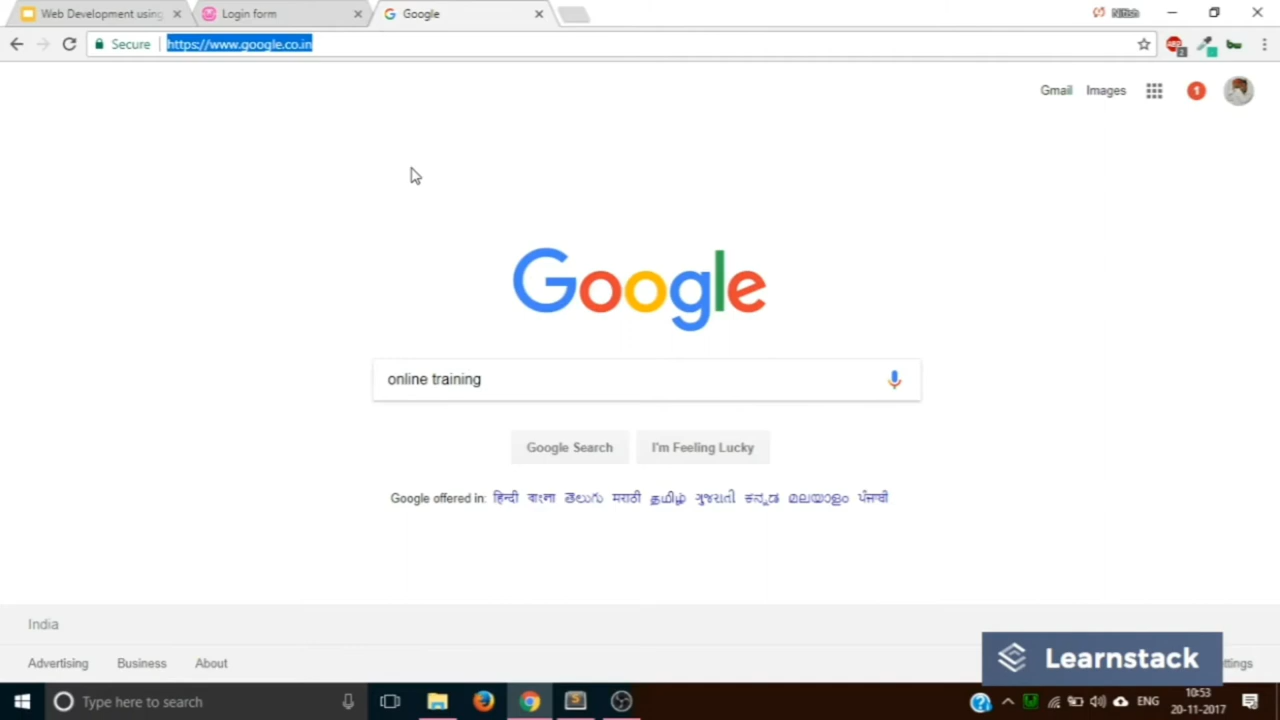 Web Development using
Login form
Google
Nitish
Secure
https://www.google.co.in
Gmail
Images
1
Google
online training
Google Search
I'm Feeling Lucky
Google offered in: हिन्दी বাংলা తెలుగు मराठी தமிழ் ગુજરાતી ಕನ್ನಡ മലയാളം ਪੰਜਾਬੀ
India
Advertising
Business
About
ttings
Learnstack
Type here to search
ENG
10:53
20-11-2017